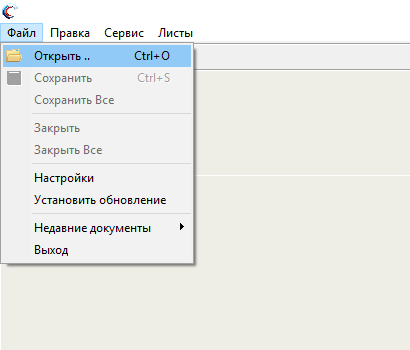 Файл Правка Сервис Листы
Открыть .. Ctrl+O
Сохранить Ctrl+S
Сохранить Все
Закрыть
Закрыть Все
Настройки
Установить обновление
Недавние документы
Выход